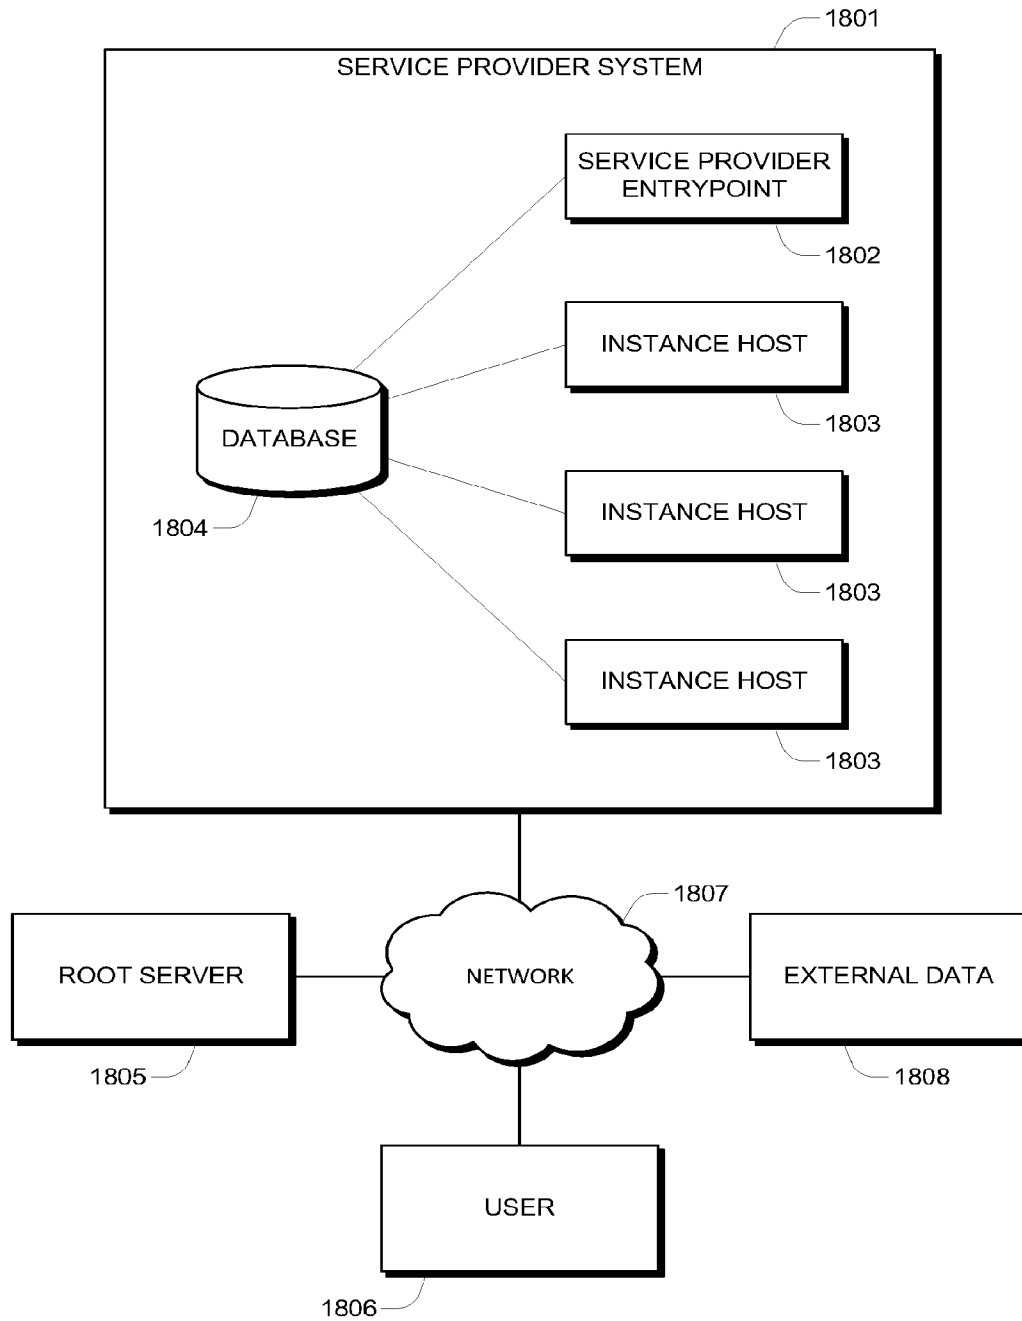 1801
SERVICE PROVIDER SYSTEM
SERVICE PROVIDER
ENTRYPOINT
1802
INSTANCE HOST
1803
DATABASE
1804
INSTANCE HOST
1803
INSTANCE HOST
1803
1807
ROOT SERVER
NETWORK
EXTERNAL DATA
1805
1808
USER
1806